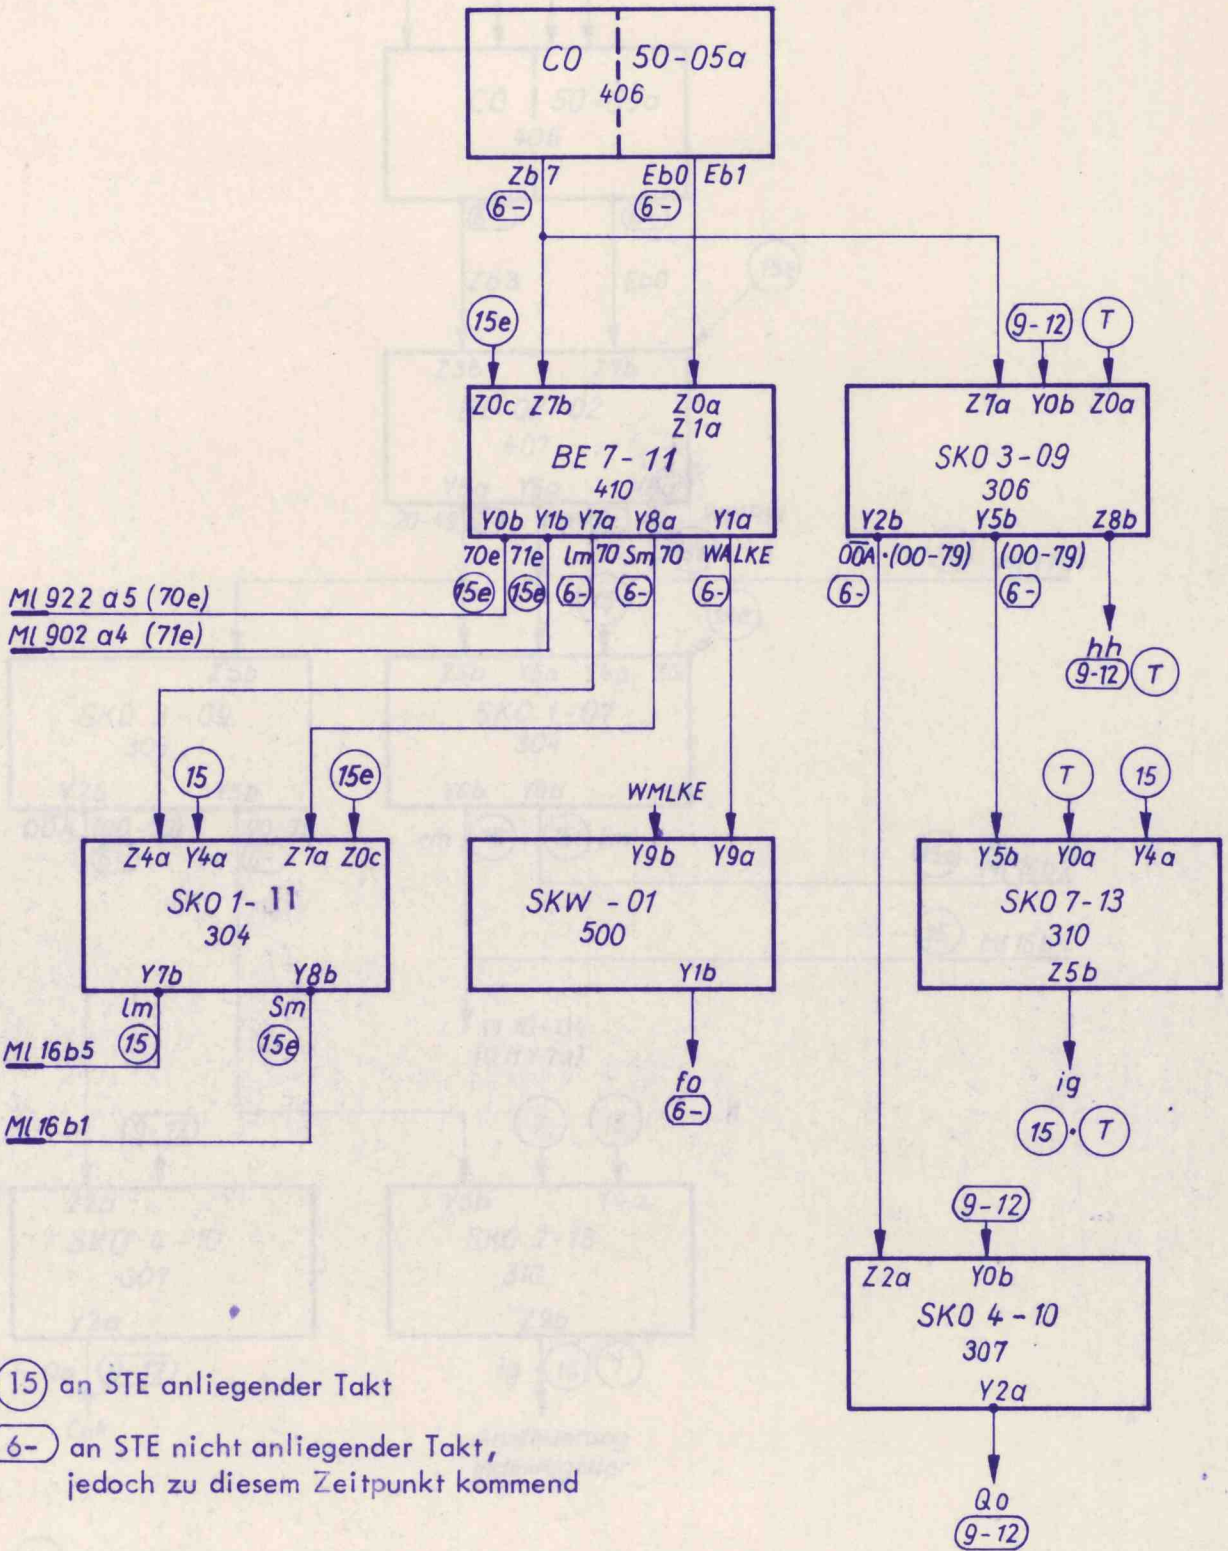 CO 50-05a
406
Zb7 Eb0 Eb1
6- 6-
15e 9-12 T
Z0c Z7b Z0a
Z1a
BE 7-11
410
Y0b Y1b Y7a Y8a Y1a
Z7a Y0b Z0a
SKO 3-09
306
Y2b Y5b Z8b
70e 71e lm 70 Sm 70 WALKE
15e 15e 6- 6- 6-
O̅D̅A·(00-79) (00-79)
6- 6-
Ml 922 a5 (70e)
Ml 902 a4 (71e)
hh
9-12 T
15 15e WMLKE T 15
Z4a Y4a Z7a Z0c
SKO 1-11
304
Y7b Y8b
Y9b Y9a
SKW -01
500
Y1b
Y5b Y0a Y4a
SKO 7-13
310
Z5b
lm Sm
15 15e
Ml 16b5
Ml 16b1
fo
6-
ig
15 · T
9-12
Z2a Y0b
SKO 4-10
307
Y2a
Qo
9-12
15 an STE anliegender Takt
6- an STE nicht anliegender Takt,
jedoch zu diesem Zeitpunkt kommend